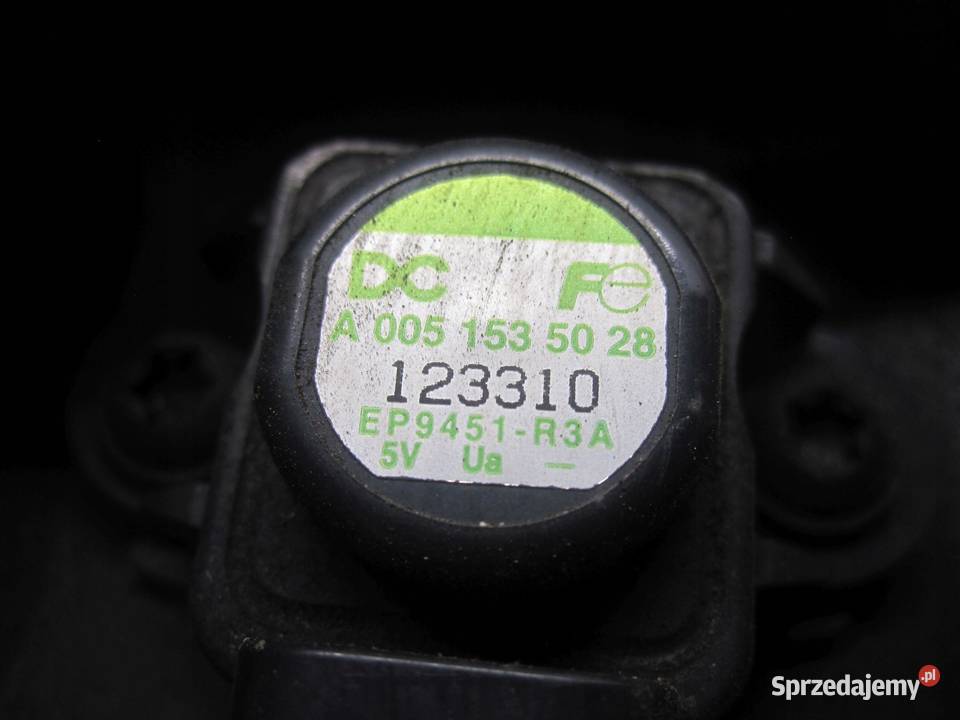 DC Fe
A 005 153 50 28
123310
EP9451-R3A
5V Ua —
Sprzedajemy.pl